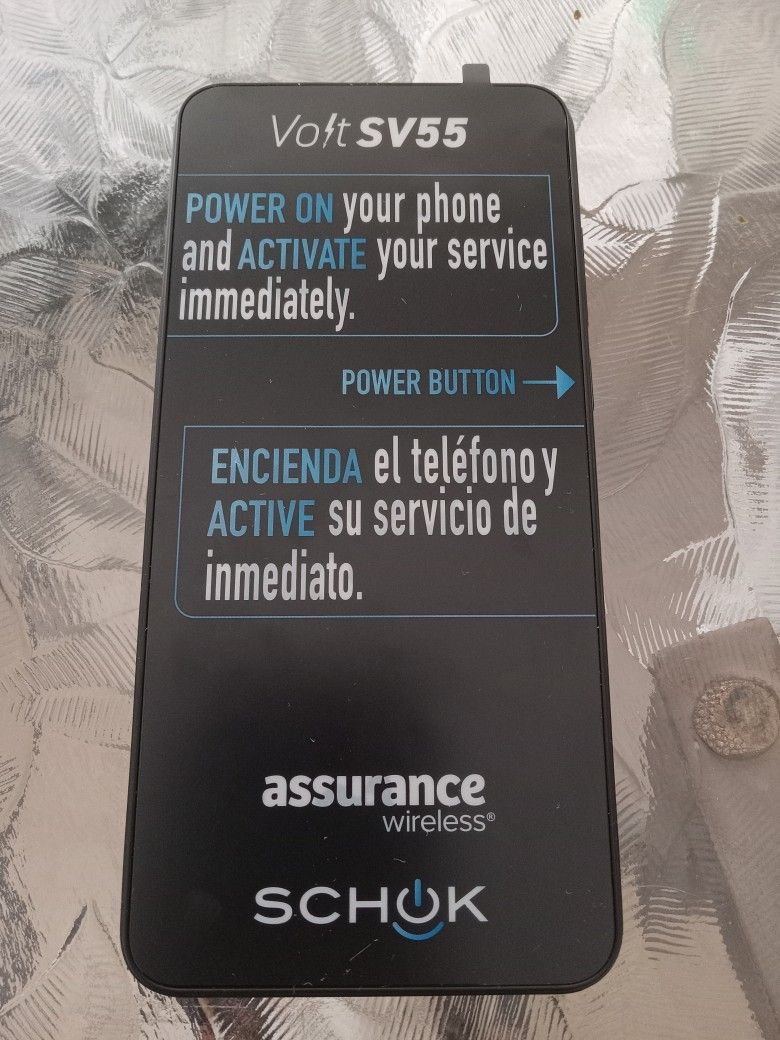 Volt SV55
POWER ON your phone
and ACTIVATE your service
immediately.
POWER BUTTON
ENCIENDA el teléfono y
ACTIVE su servicio de
inmediato.
assurance
wireless®
SCHOK